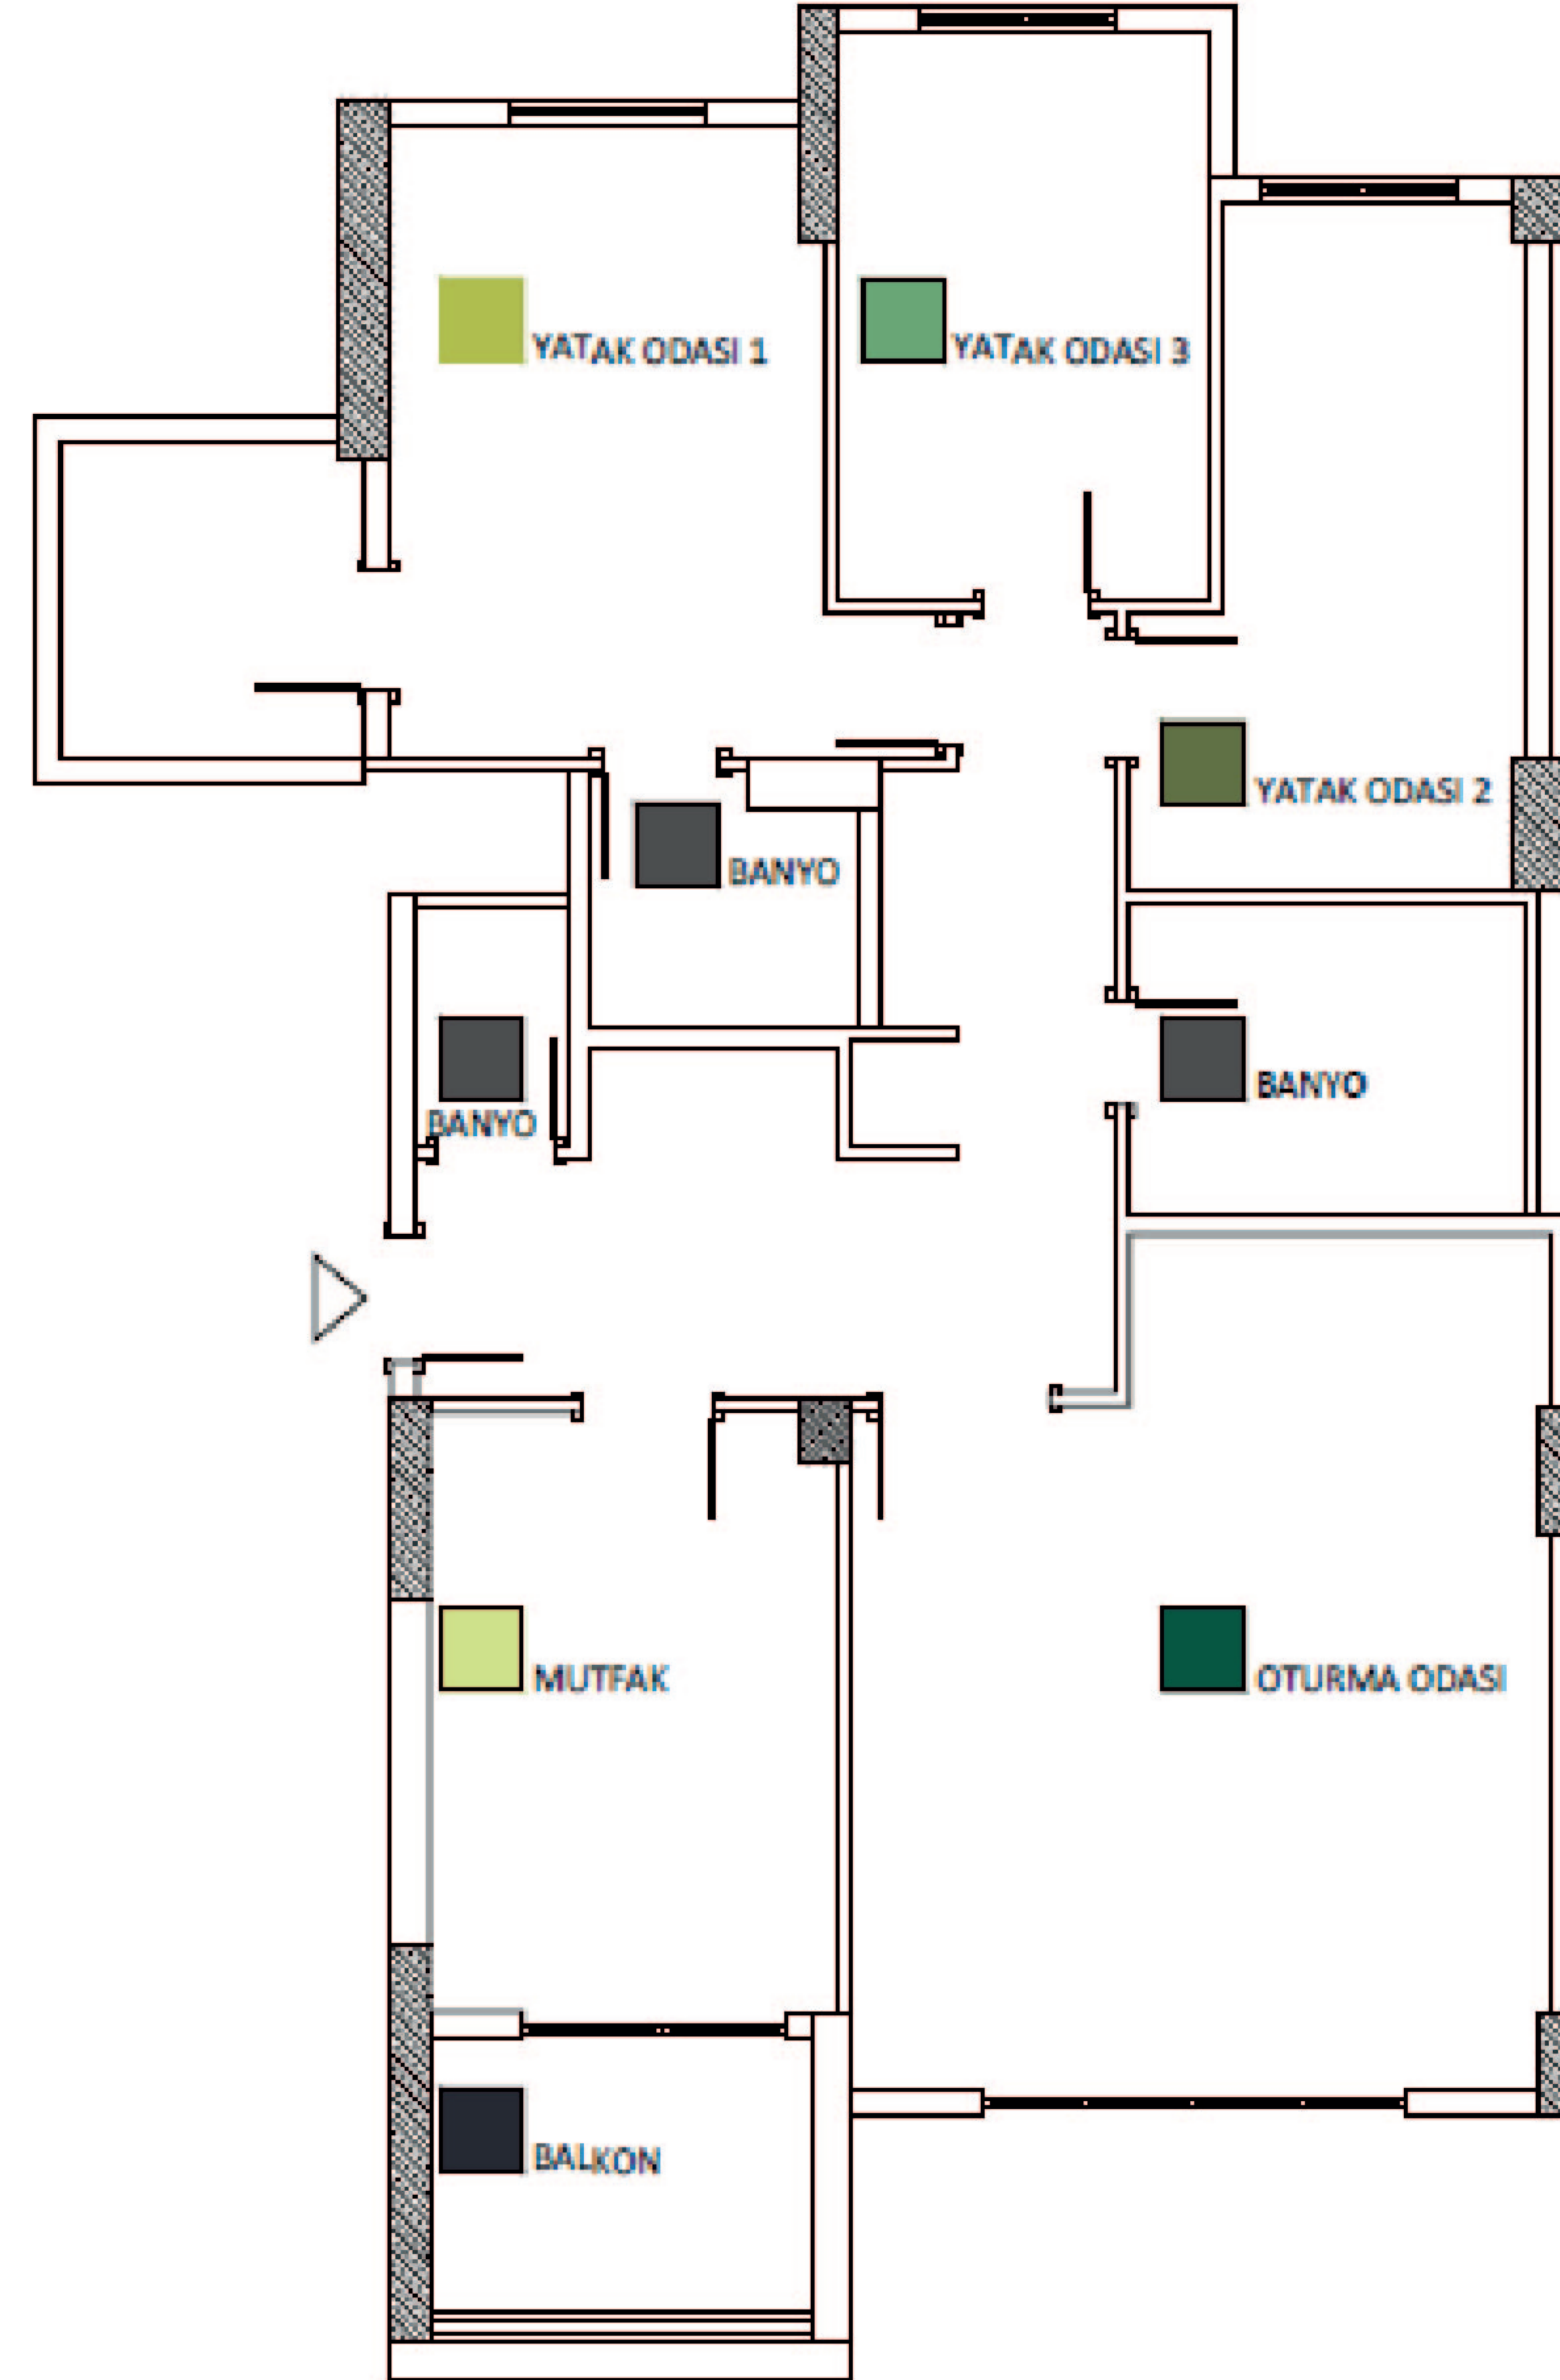 YATAK ODASI 1
YATAK ODASI 3
YATAK ODASI 2
BANYO
BANYO
BANYO
MUTFAK
OTURMA ODASI
BALKON